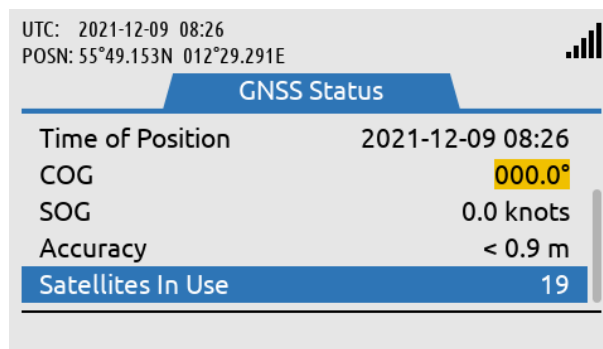 UTC: 2021-12-09 08:26
POSN: 55°49.153N 012°29.291E
GNSS Status
Time of Position 2021-12-09 08:26
COG 000.0°
SOG 0.0 knots
Accuracy < 0.9 m
Satellites In Use 19